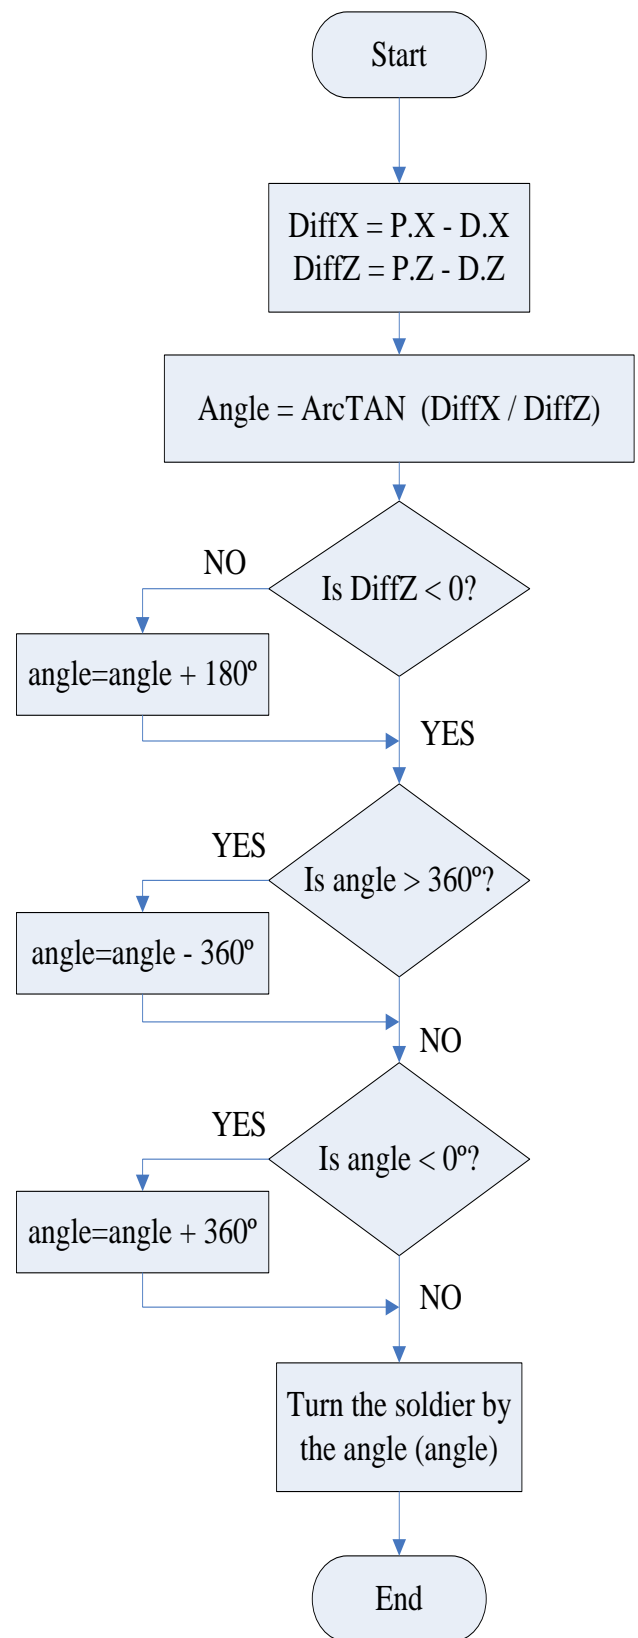 Start
DiffX = P.X - D.X
DiffZ = P.Z - D.Z
Angle = ArcTAN (DiffX / DiffZ)
Is DiffZ < 0?
NO
angle=angle + 180º
YES
Is angle > 360º?
YES
angle=angle - 360º
NO
Is angle < 0º?
YES
angle=angle + 360º
NO
Turn the soldier by
the angle (angle)
End